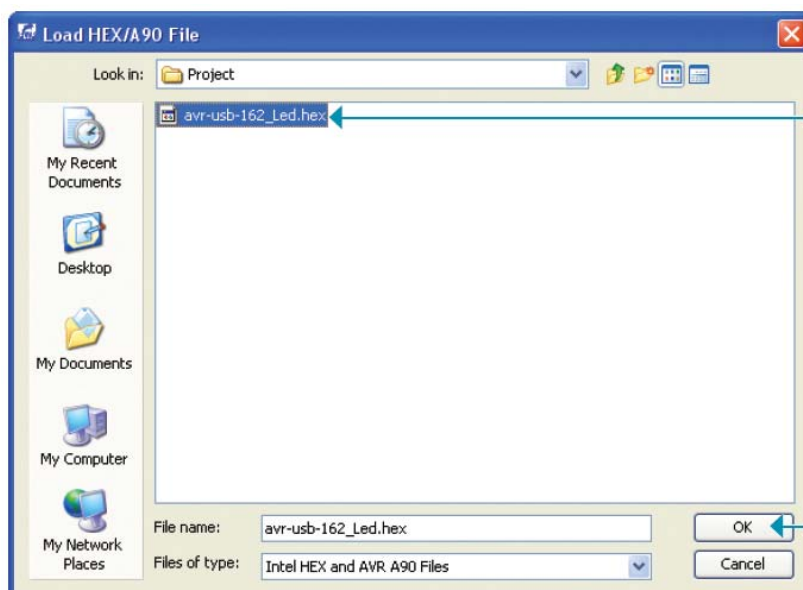 Load HEX/A90 File
Look in:
Project
avr-usb-162_Led.hex
My Recent
Documents
Desktop
My Documents
My Computer
My Network
Places
File name:
avr-usb-162_Led.hex
OK
Files of type:
Intel HEX and AVR A90 Files
Cancel